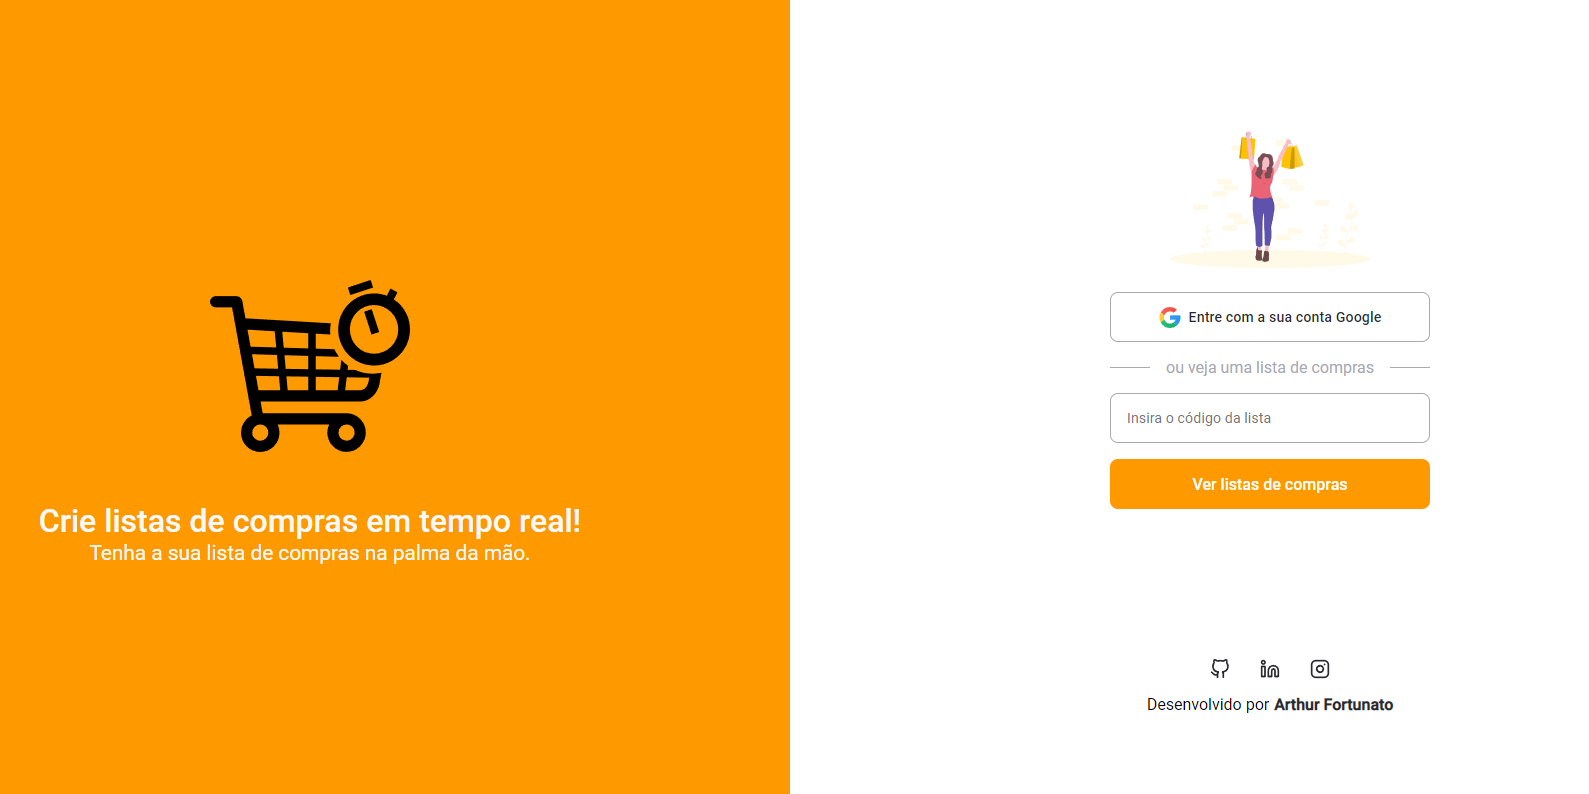 Crie listas de compras em tempo real!
Tenha a sua lista de compras na palma da mão.
Entre com a sua conta Google
ou veja uma lista de compras
Insira o código da lista
Ver listas de compras
Desenvolvido por Arthur Fortunato